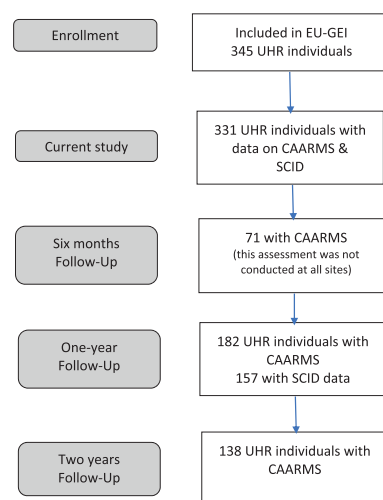 Enrollment
Included in EU-GEI
345 UHR individuals
Current study
331 UHR individuals with
data on CAARMS &
SCID
Six months
Follow-Up
71 with CAARMS
(this assessment was not
conducted at all sites)
One-year
Follow-Up
182 UHR individuals with
CAARMS
157 with SCID data
Two years
Follow-Up
138 UHR individuals with
CAARMS